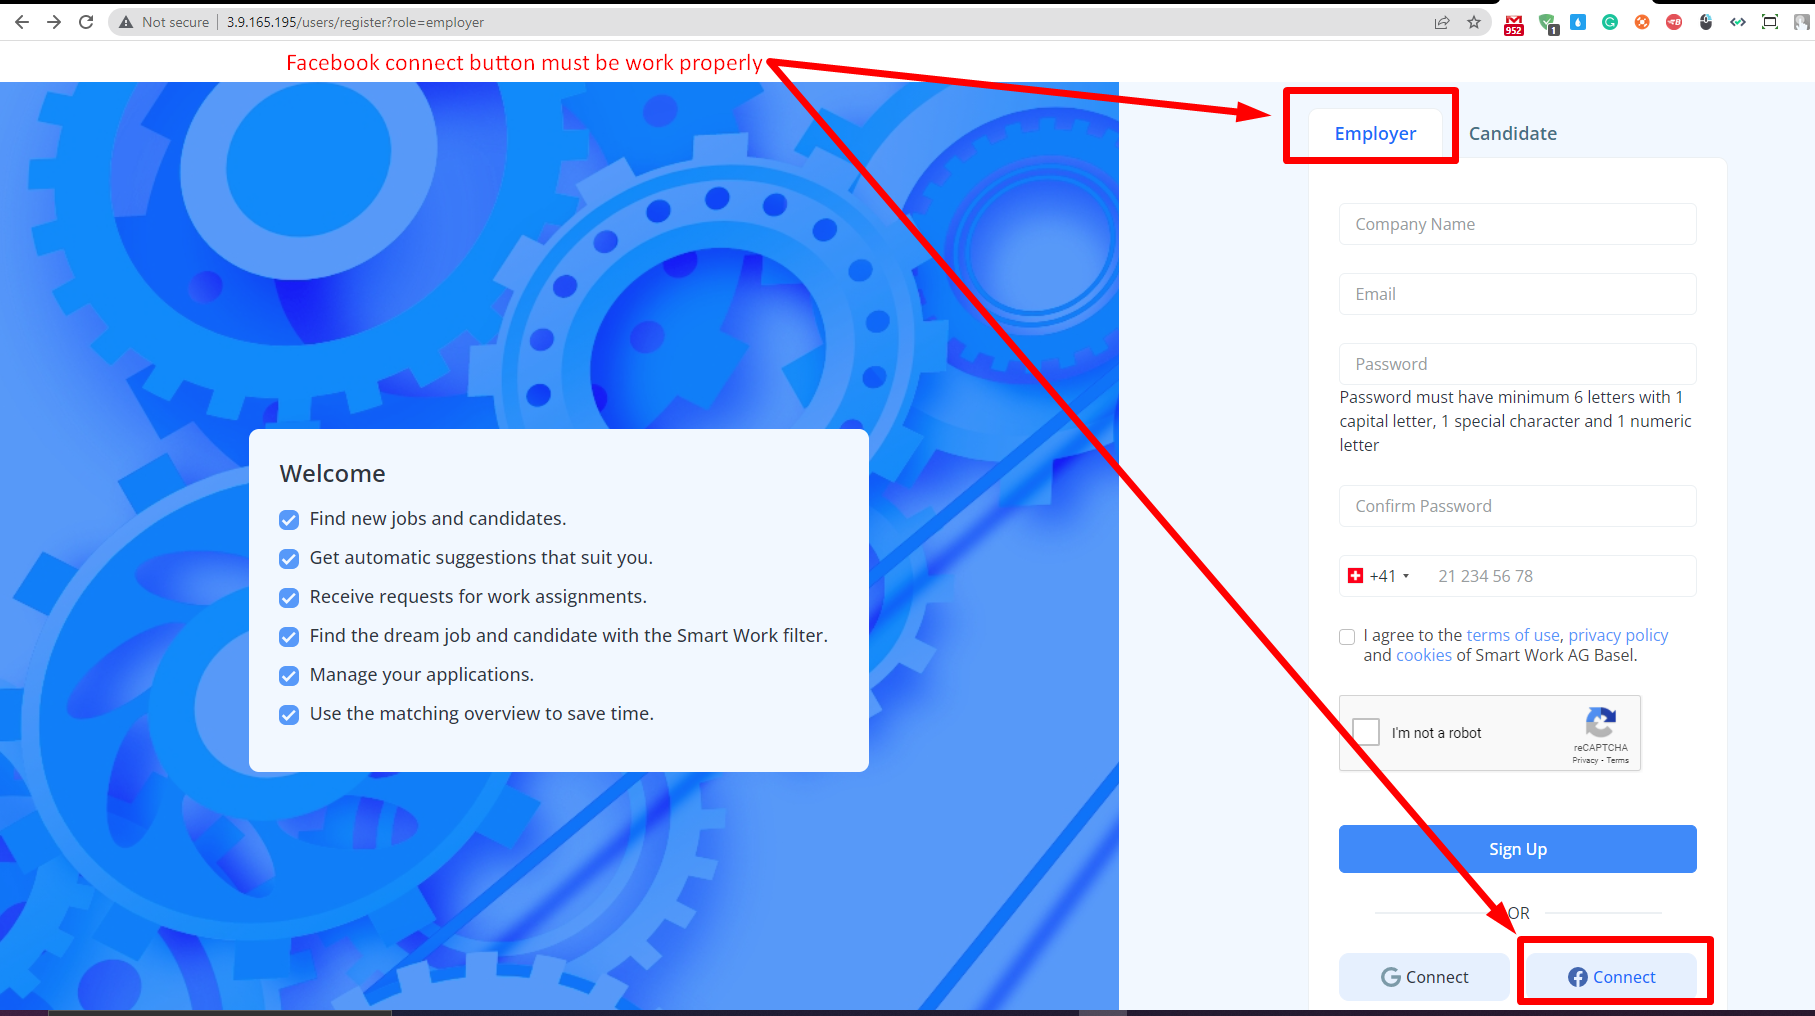 Not secure | 3.9.165.195/users/register?role=employer
952
1
Facebook connect button must be work properly
Employer
Candidate
Company Name
Email
Password
Password must have minimum 6 letters with 1
capital letter, 1 special character and 1 numeric
letter
Confirm Password
+41
21 234 56 78
I agree to the terms of use, privacy policy
and cookies of Smart Work AG Basel.
I'm not a robot
reCAPTCHA
Privacy - Terms
Sign Up
OR
Connect
Connect
Welcome
Find new jobs and candidates.
Get automatic suggestions that suit you.
Receive requests for work assignments.
Find the dream job and candidate with the Smart Work filter.
Manage your applications.
Use the matching overview to save time.